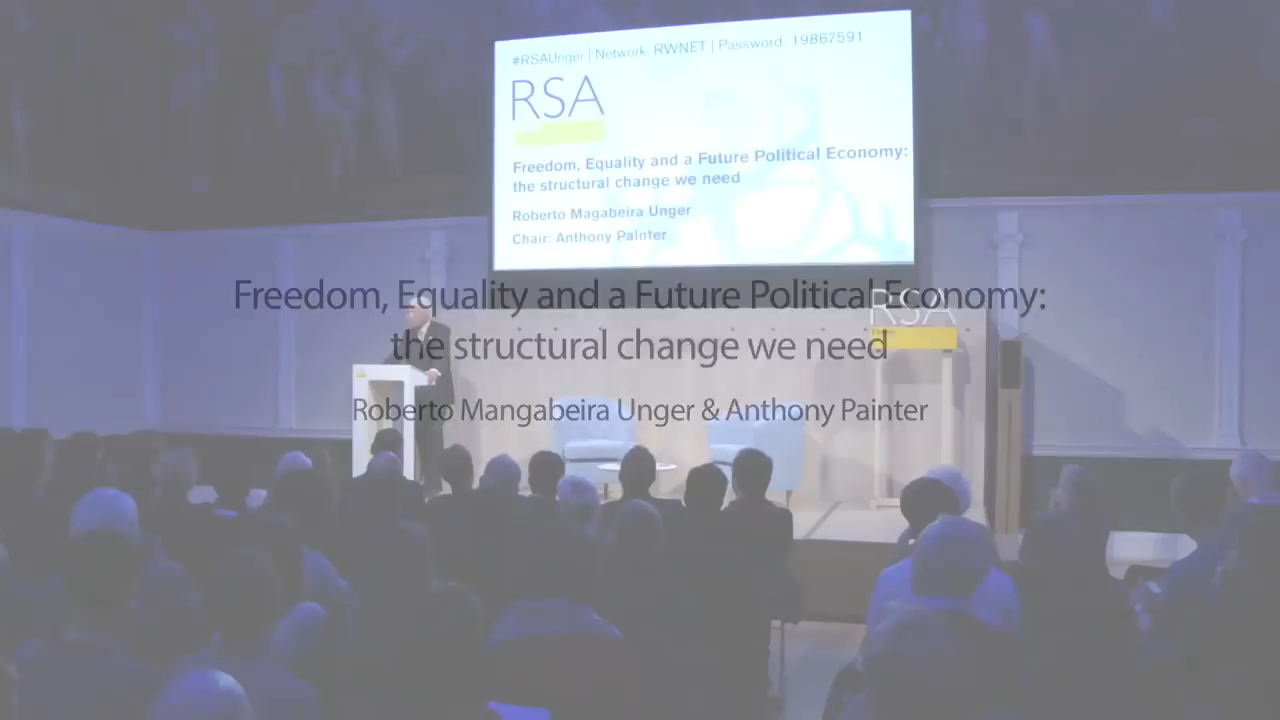 #RSAUnger | Network: RWNET | Password: 19867591
RSA
Freedom, Equality and a Future Political Economy:
the structural change we need
Roberto Magabeira Unger
Chair: Anthony Painter
Freedom, Equality and a Future Political Economy:
the structural change we need
Roberto Mangabeira Unger & Anthony Painter
RSA